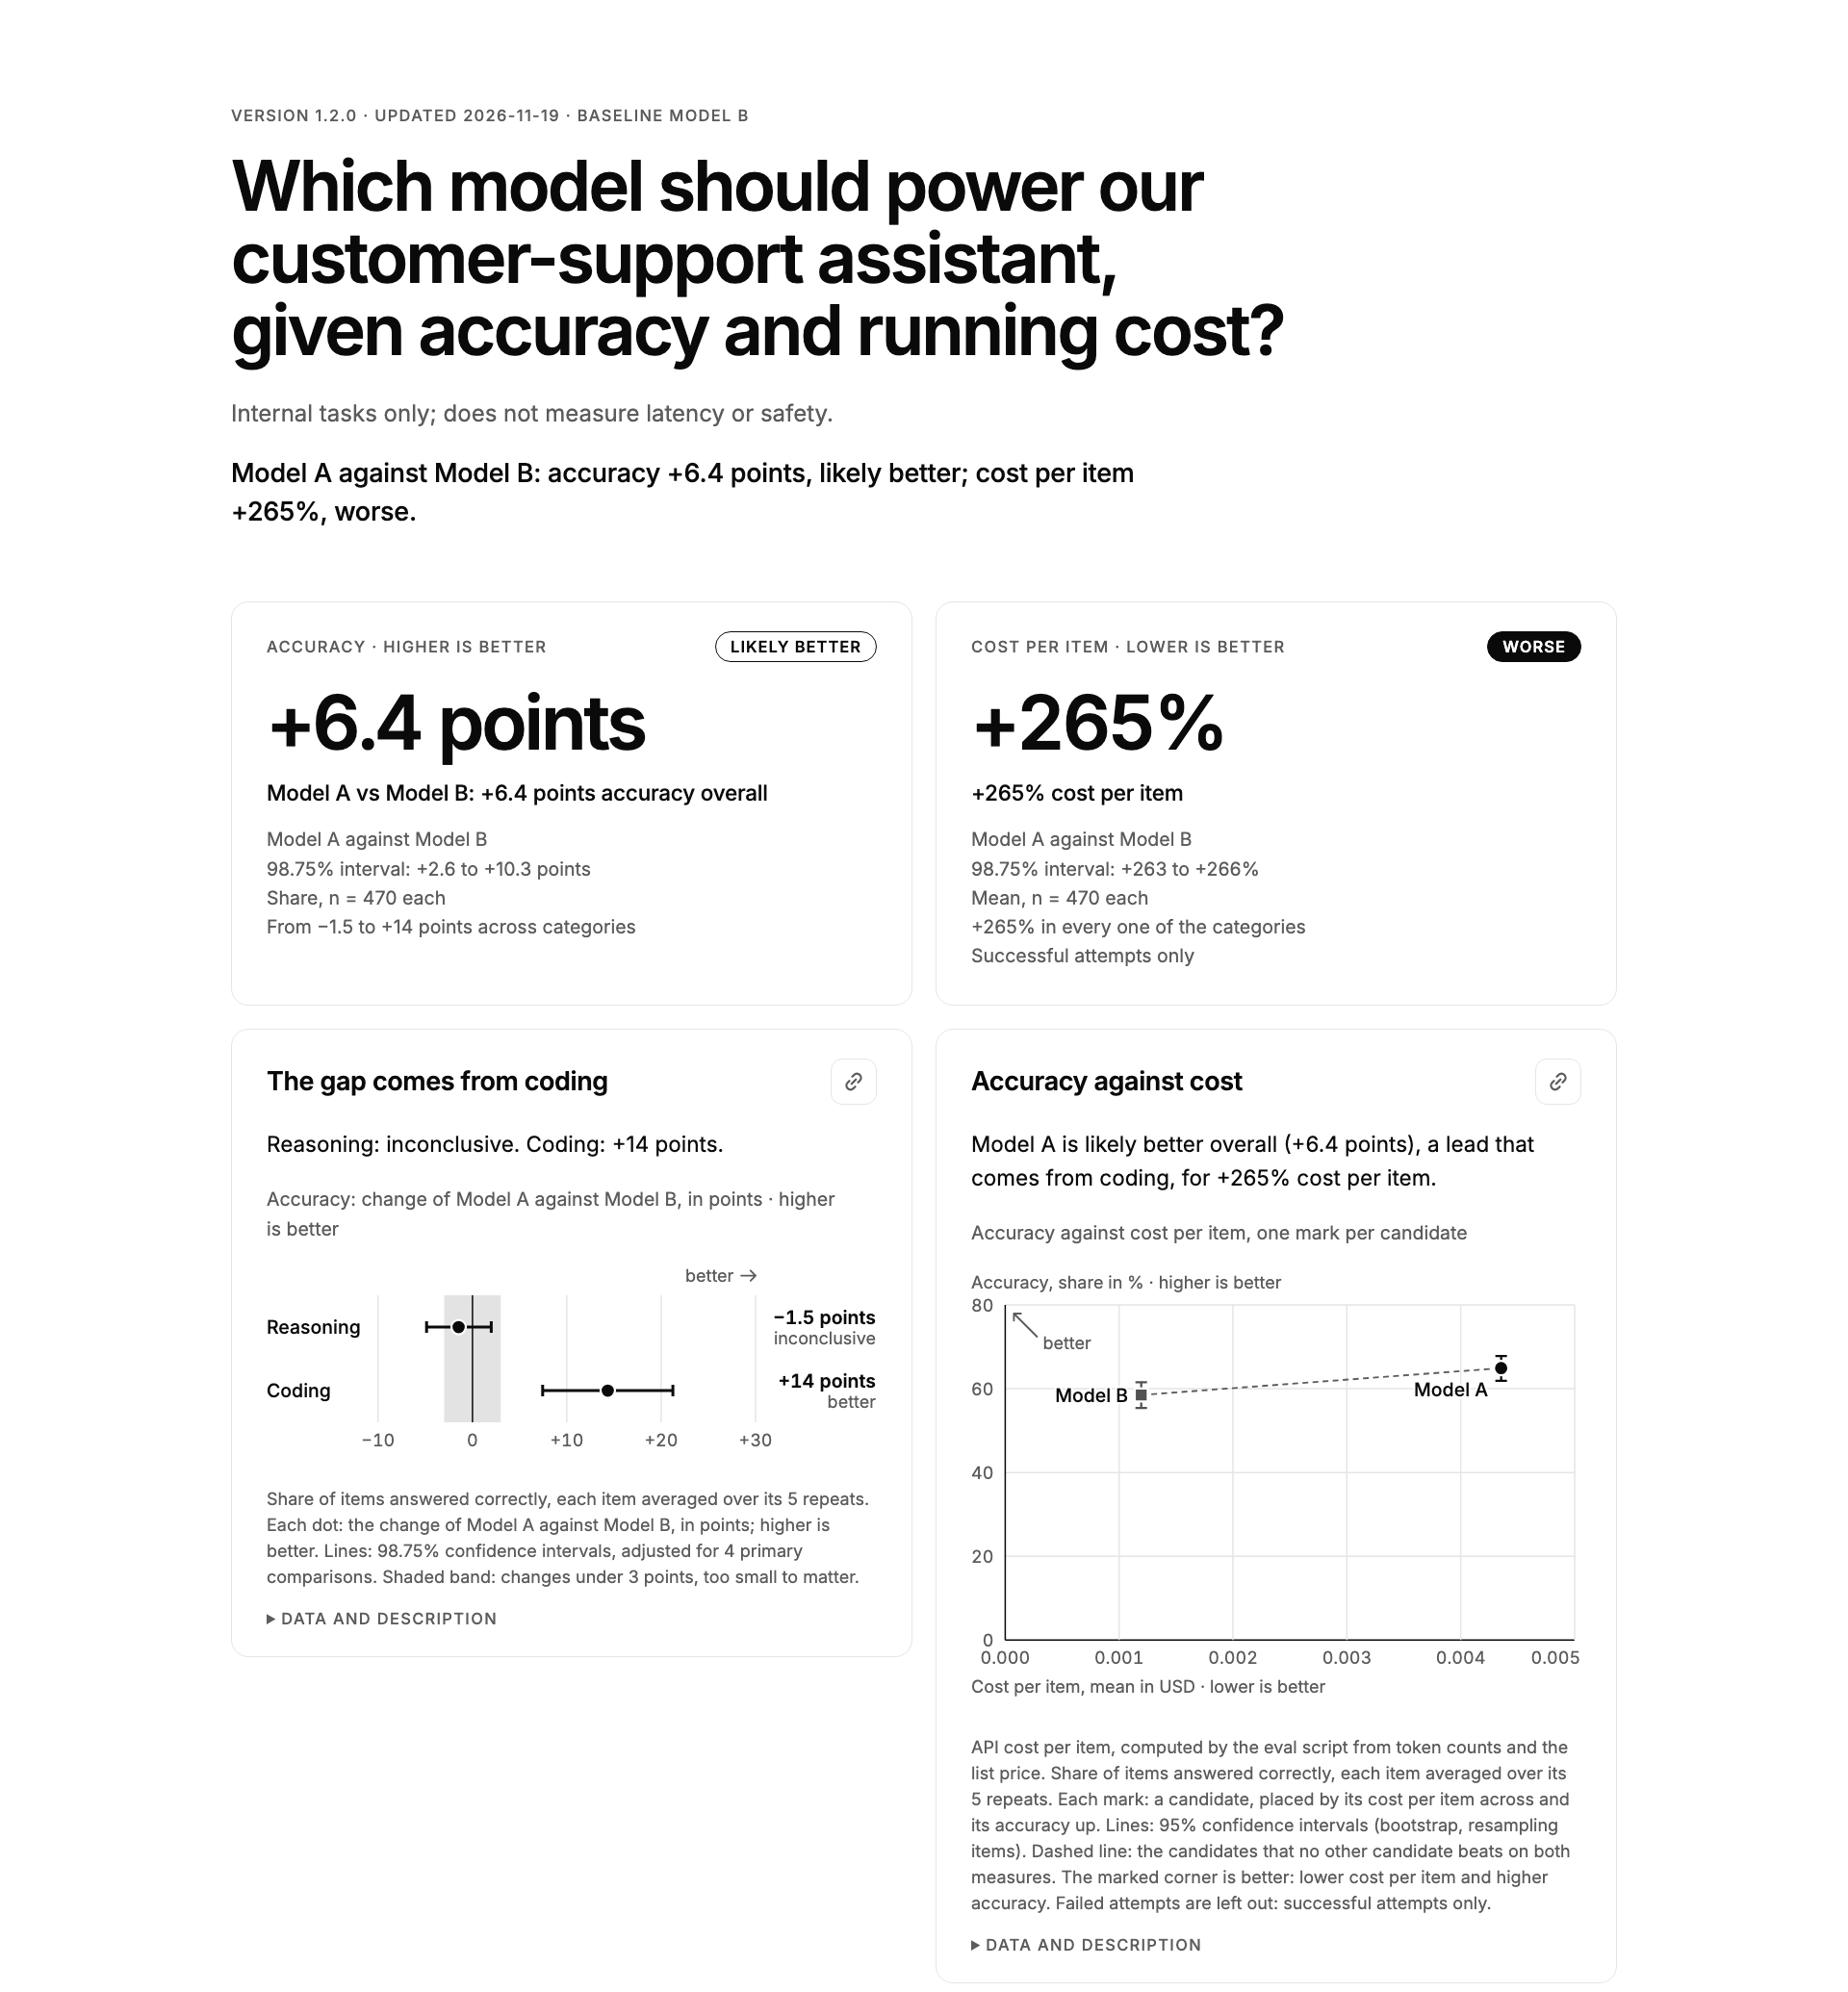 VERSION 1.2.0 · UPDATED 2026-11-19 · BASELINE MODEL B
Which model should power our
customer-support assistant,
given accuracy and running cost?
Internal tasks only; does not measure latency or safety.
Model A against Model B: accuracy +6.4 points, likely better; cost per item
+265%, worse.
ACCURACY · HIGHER IS BETTER
LIKELY BETTER
+6.4 points
Model A vs Model B: +6.4 points accuracy overall
Model A against Model B
98.75% interval: +2.6 to +10.3 points
Share, n = 470 each
From −1.5 to +14 points across categories
COST PER ITEM · LOWER IS BETTER
WORSE
+265%
+265% cost per item
Model A against Model B
98.75% interval: +263 to +266%
Mean, n = 470 each
+265% in every one of the categories
Successful attempts only
The gap comes from coding
Reasoning: inconclusive. Coding: +14 points.
Accuracy: change of Model A against Model B, in points · higher
is better
better →
Reasoning
−1.5 points
inconclusive
Coding
+14 points
better
−10 0 +10 +20 +30
Share of items answered correctly, each item averaged over its 5 repeats.
Each dot: the change of Model A against Model B, in points; higher is
better. Lines: 98.75% confidence intervals, adjusted for 4 primary
comparisons. Shaded band: changes under 3 points, too small to matter.
DATA AND DESCRIPTION
Accuracy against cost
Model A is likely better overall (+6.4 points), a lead that
comes from coding, for +265% cost per item.
Accuracy against cost per item, one mark per candidate
Accuracy, share in % · higher is better
80
better
60
Model B
Model A
40
20
0
0.000 0.001 0.002 0.003 0.004 0.005
Cost per item, mean in USD · lower is better
API cost per item, computed by the eval script from token counts and the
list price. Share of items answered correctly, each item averaged over its
5 repeats. Each mark: a candidate, placed by its cost per item across and
its accuracy up. Lines: 95% confidence intervals (bootstrap, resampling
items). Dashed line: the candidates that no other candidate beats on both
measures. The marked corner is better: lower cost per item and higher
accuracy. Failed attempts are left out: successful attempts only.
DATA AND DESCRIPTION